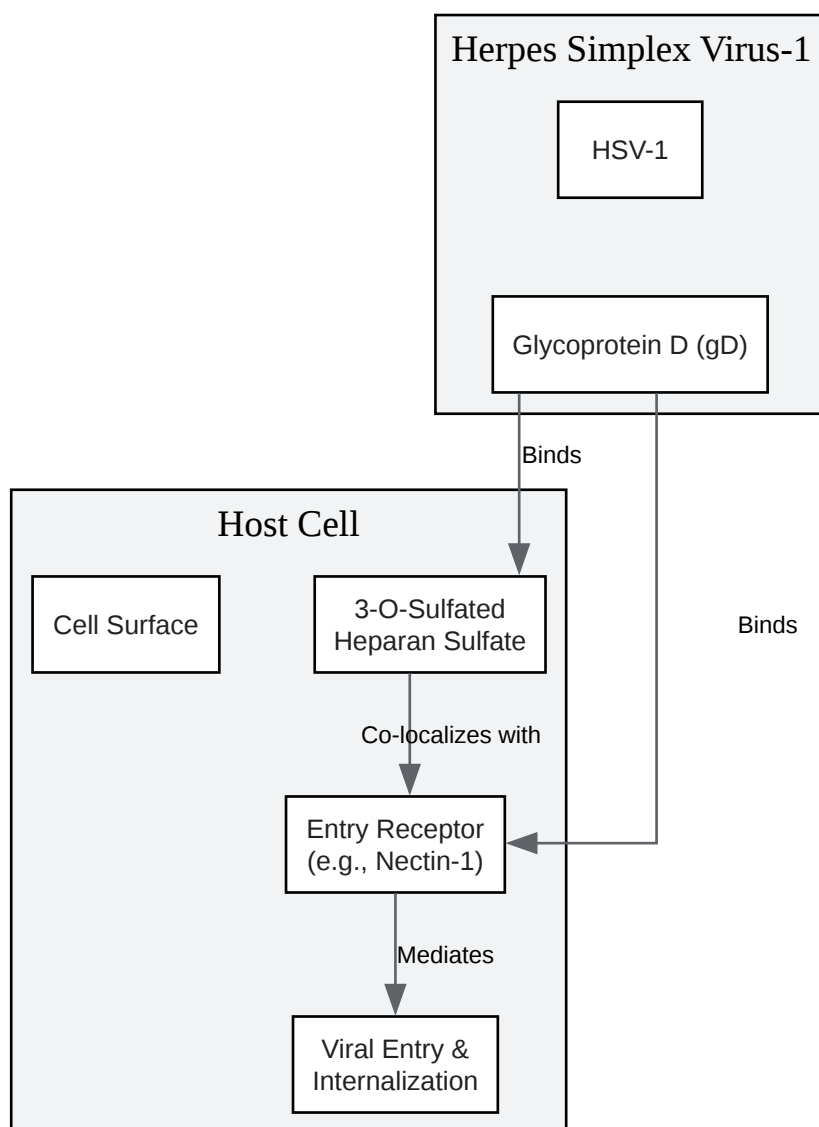 Herpes Simplex Virus-1
HSV-1
Glycoprotein D (gD)
Binds
Host Cell
Cell Surface
3-O-Sulfated
Heparan Sulfate
Binds
Co-localizes with
Entry Receptor
(e.g., Nectin-1)
Mediates
Viral Entry &
Internalization